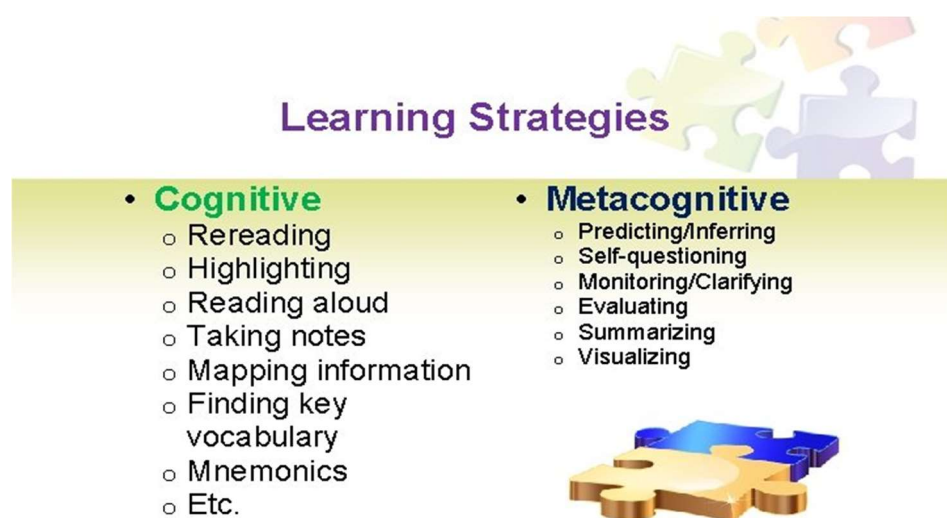 Learning Strategies
• Cognitive
o Rereading
o Highlighting
o Reading aloud
o Taking notes
o Mapping information
o Finding key
vocabulary
o Mnemonics
o Etc.
• Metacognitive
o Predicting/Inferring
o Self-questioning
o Monitoring/Clarifying
o Evaluating
o Summarizing
o Visualizing